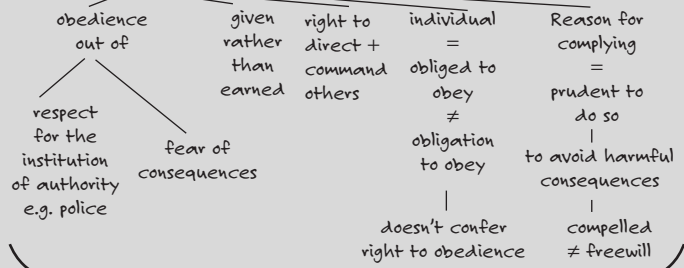 obedience
out of
respect
for the
institution
of authority
e.g. police
fear of
consequences
given
rather
than
earned
right to
direct +
command
others
individual
=
obliged to
obey
≠
obligation
to obey
doesn't confer
right to obedience
Reason for
complying
=
prudent to
do so
to avoid harmful
consequences
compelled
≠ freewill